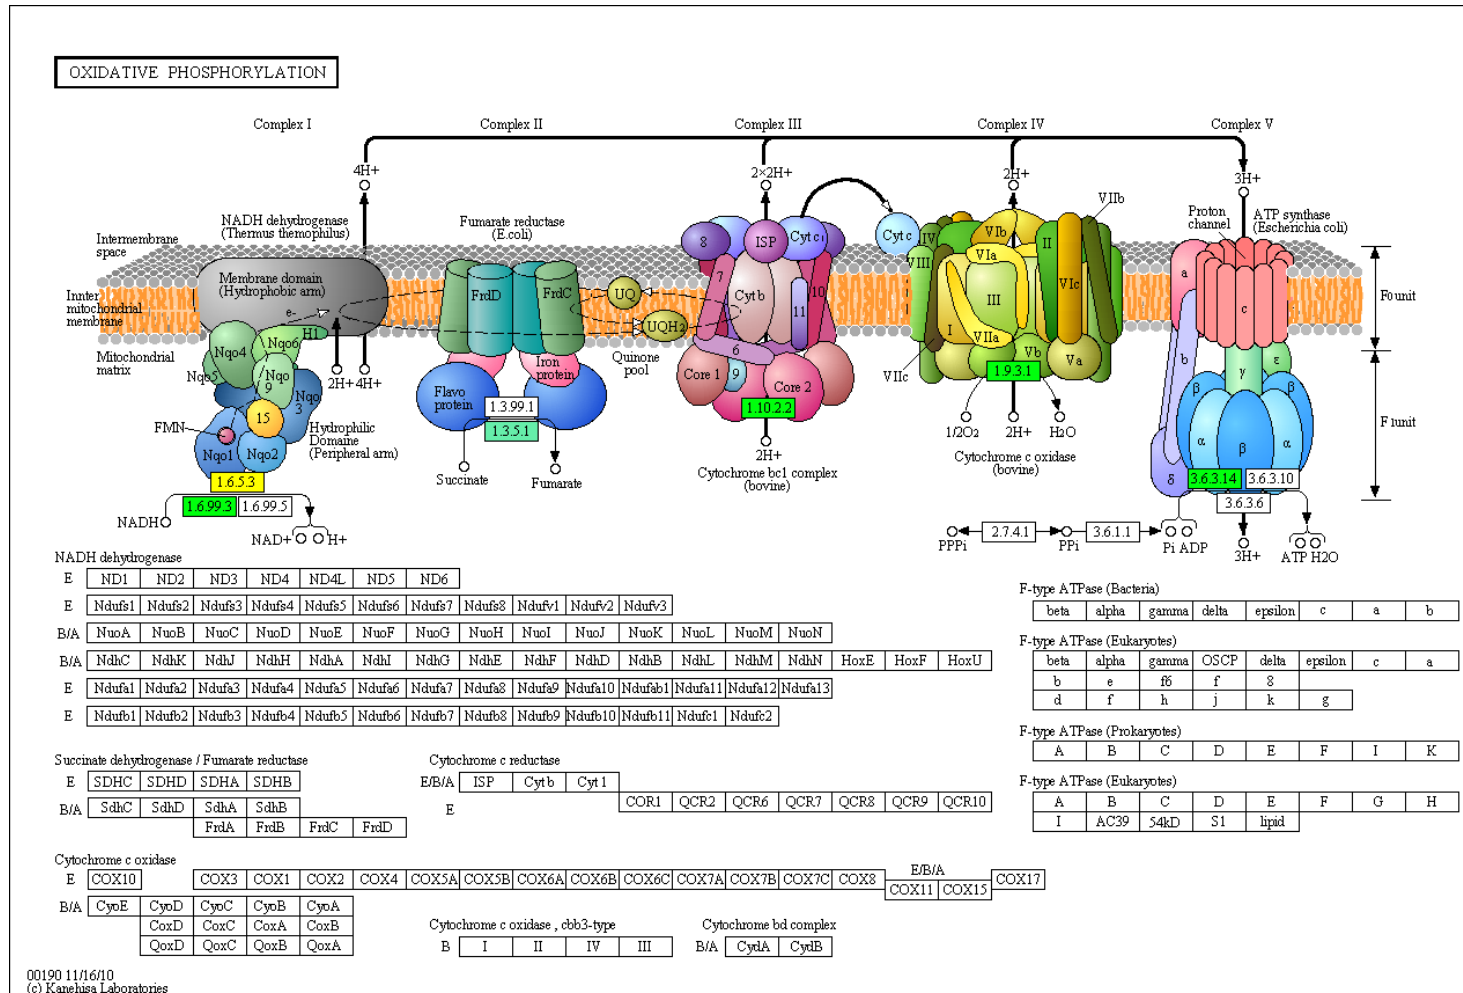 OXIDATIVE PHOSPHORYLATION
Complex I
Complex II
Complex III
Complex IV
Complex V
4H+
2×2H+
2H+
3H+
NADH dehydrogenase
(Thermus themophilus)
Fumarate reductase
(E.coli)
Proton
channel
ATP synthase
(Escherichia coli)
Intermembrane
space
Innter
mitochondrial
membrane
Mitochondrial
matrix
Membrane domain
(Hydrophobic arm)
e-
H1
Nqo6
Nqo4
Nqo5
Nqo
9
Nqo
3
15
FMN
Nqo1
Nqo2
2H+
4H+
Hydrophilic
Domaine
(Peripheral arm)
1.6.5.3
1.6.99.3
1.6.99.5
NADH
NAD+
H+
FrdD
FrdC
Iron
protein
Flavo
protein
1.3.99.1
1.3.5.1
Succinate
Fumarate
UQ
UQH2
Quinone
pool
8
ISP
Cyt c1
7
Cyt b
10
11
6
Core 1
9
Core 2
1.10.2.2
2H+
Cytochrome bc1 complex
(bovine)
Cyt c
IV
VIII
VIb
VIa
II
VIIb
III
VIc
I
VIIa
VIIc
Vb
Va
1.9.3.1
1/2O2
2H+
H2O
Cytochrome c oxidase
(bovine)
a
c
b
γ
ε
β
β
α
β
α
δ
3.6.3.14
3.6.3.10
3.6.3.6
F0 unit
F1 unit
PPPi
2.7.4.1
PPi
3.6.1.1
Pi ADP
3H+
ATP H2O
NADH dehydrogenase
E ND1 ND2 ND3 ND4 ND4L ND5 ND6
E Ndufs1 Ndufs2 Ndufs3 Ndufs4 Ndufs5 Ndufs6 Ndufs7 Ndufs8 Ndufv1 Ndufv2 Ndufv3
B/A NuoA NuoB NuoC NuoD NuoE NuoF NuoG NuoH NuoI NuoJ NuoK NuoL NuoM NuoN
B/A NdhC NdhK NdhJ NdhH NdhA NdhI NdhG NdhE NdhF NdhD NdhB NdhL NdhM NdhN HoxE HoxF HoxU
E Ndufa1 Ndufa2 Ndufa3 Ndufa4 Ndufa5 Ndufa6 Ndufa7 Ndufa8 Ndufa9 Ndufa10 Ndufab1 Ndufa11 Ndufa12 Ndufa13
E Ndufb1 Ndufb2 Ndufb3 Ndufb4 Ndufb5 Ndufb6 Ndufb7 Ndufb8 Ndufb9 Ndufb10 Ndufb11 Ndufc1 Ndufc2
Succinate dehydrogenase / Fumarate reductase
E SDHC SDHD SDHA SDHB
B/A SdhC SdhD SdhA SdhB
FrdA FrdB FrdC FrdD
Cytochrome c reductase
E/B/A ISP Cyt b Cyt 1
E COR1 QCR2 QCR6 QCR7 QCR8 QCR9 QCR10
Cytochrome c oxidase
E COX10 COX3 COX1 COX2 COX4 COX5A COX5B COX6A COX6B COX6C COX7A COX7B COX7C COX8
E/B/A
COX11 COX15
COX17
B/A CyoE CyoD CyoC CyoB CyoA
CoxD CoxC CoxA CoxB
QoxD QoxC QoxB QoxA
Cytochrome c oxidase , cbb3-type
B I II IV III
Cytochrome bd complex
B/A CydA CydB
F-type ATPase (Bacteria)
beta alpha gamma delta epsilon c a b
F-type ATPase (Eukaryotes)
beta alpha gamma OSCP delta epsilon c a
b e f6 f 8
d f h j k g
F-type ATPase (Prokaryotes)
A B C D E F I K
F-type ATPase (Eukaryotes)
A B C D E F G H
I AC39 54kD S1 lipid
00190 11/16/10
(c) Kanehisa Laboratories